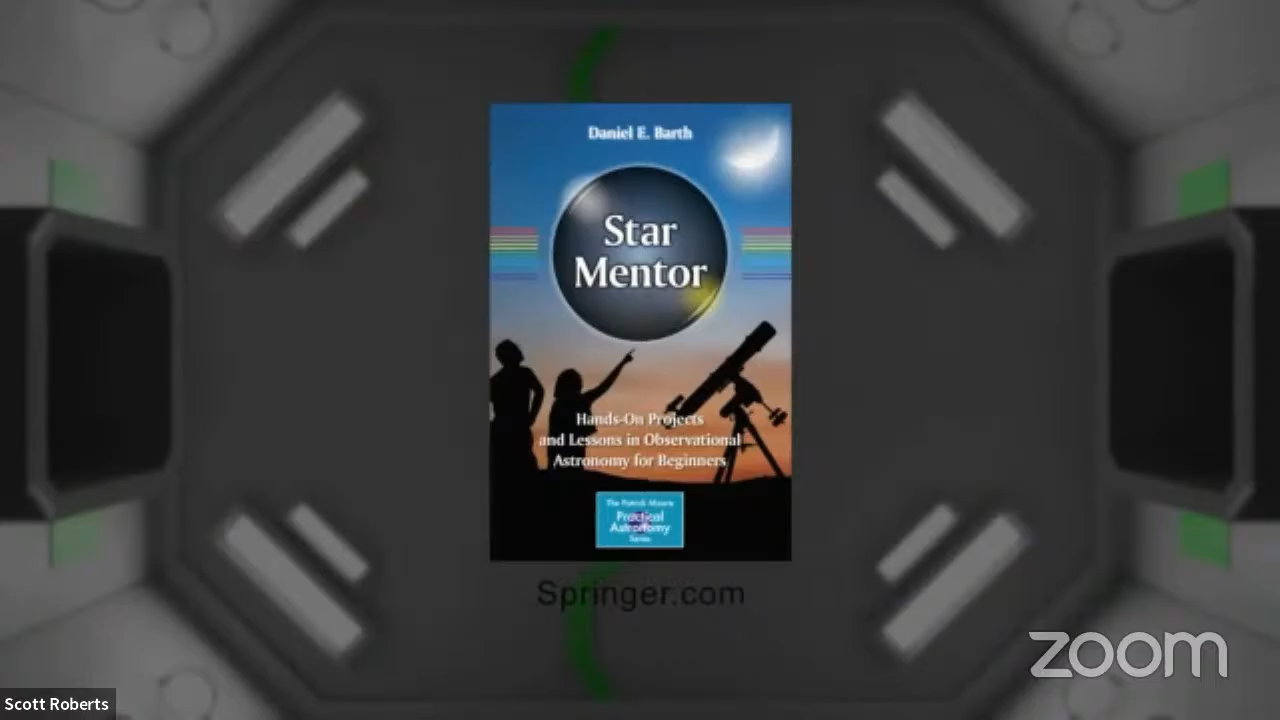 Daniel E. Barth
Star
Mentor
Hands-On Projects
and Lessons in Observational
Astronomy for Beginners
The Patrick Moore
Practical
Astronomy
Series
Springer.com
zoom
Scott Roberts